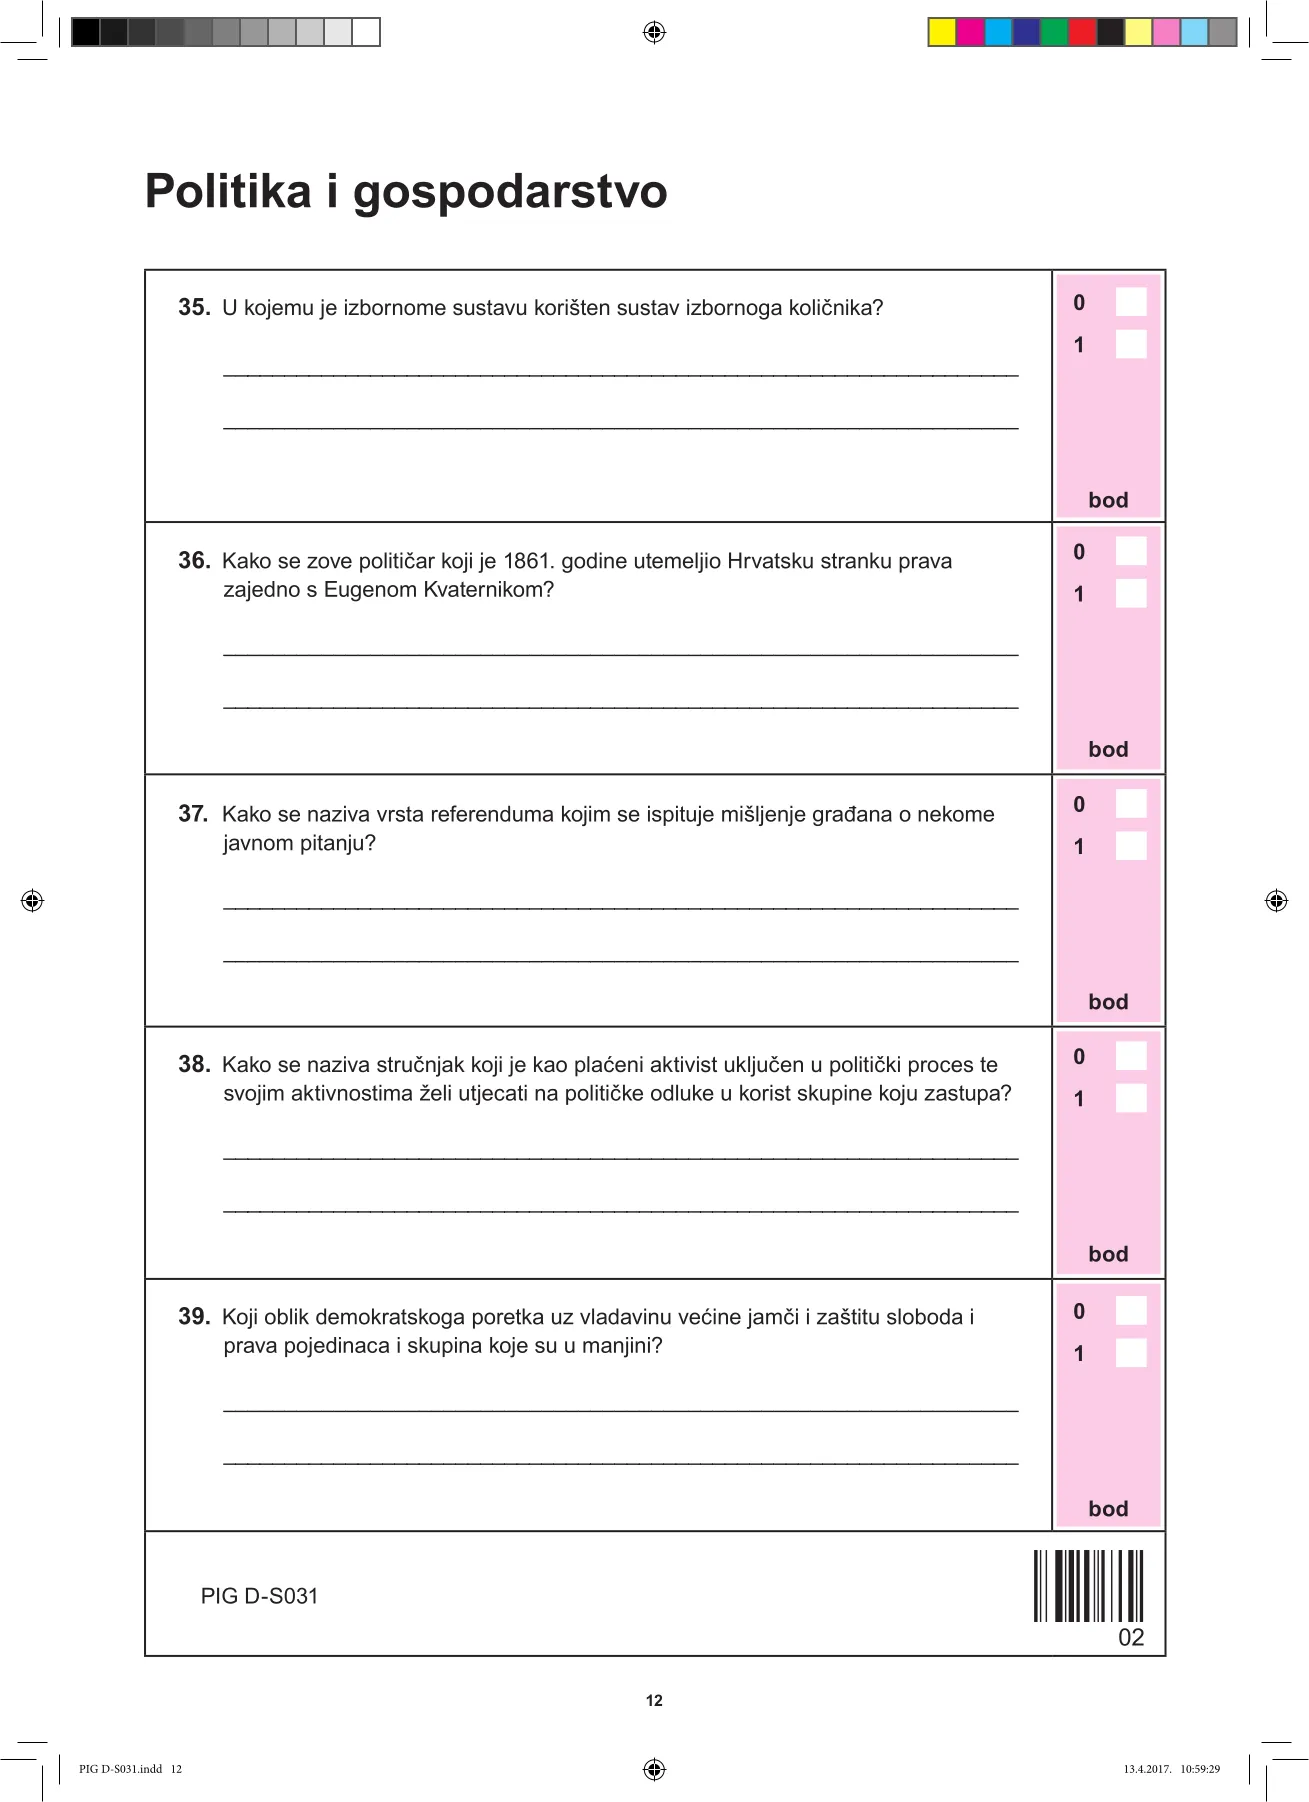 Politika i gospodarstvo
35. U kojemu je izbornome sustavu korišten sustav izbornoga količnika?
0
1
bod
36. Kako se zove političar koji je 1861. godine utemeljio Hrvatsku stranku prava
zajedno s Eugenom Kvaternikom?
0
1
bod
37. Kako se naziva vrsta referenduma kojim se ispituje mišljenje građana o nekome
javnom pitanju?
0
1
bod
38. Kako se naziva stručnjak koji je kao plaćeni aktivist uključen u politički proces te
svojim aktivnostima želi utjecati na političke odluke u korist skupine koju zastupa?
0
1
bod
39. Koji oblik demokratskoga poretka uz vladavinu većine jamči i zaštitu sloboda i
prava pojedinaca i skupina koje su u manjini?
0
1
bod
PIG D-S031
02
12
PIG D-S031.indd 12
13.4.2017. 10:59:29